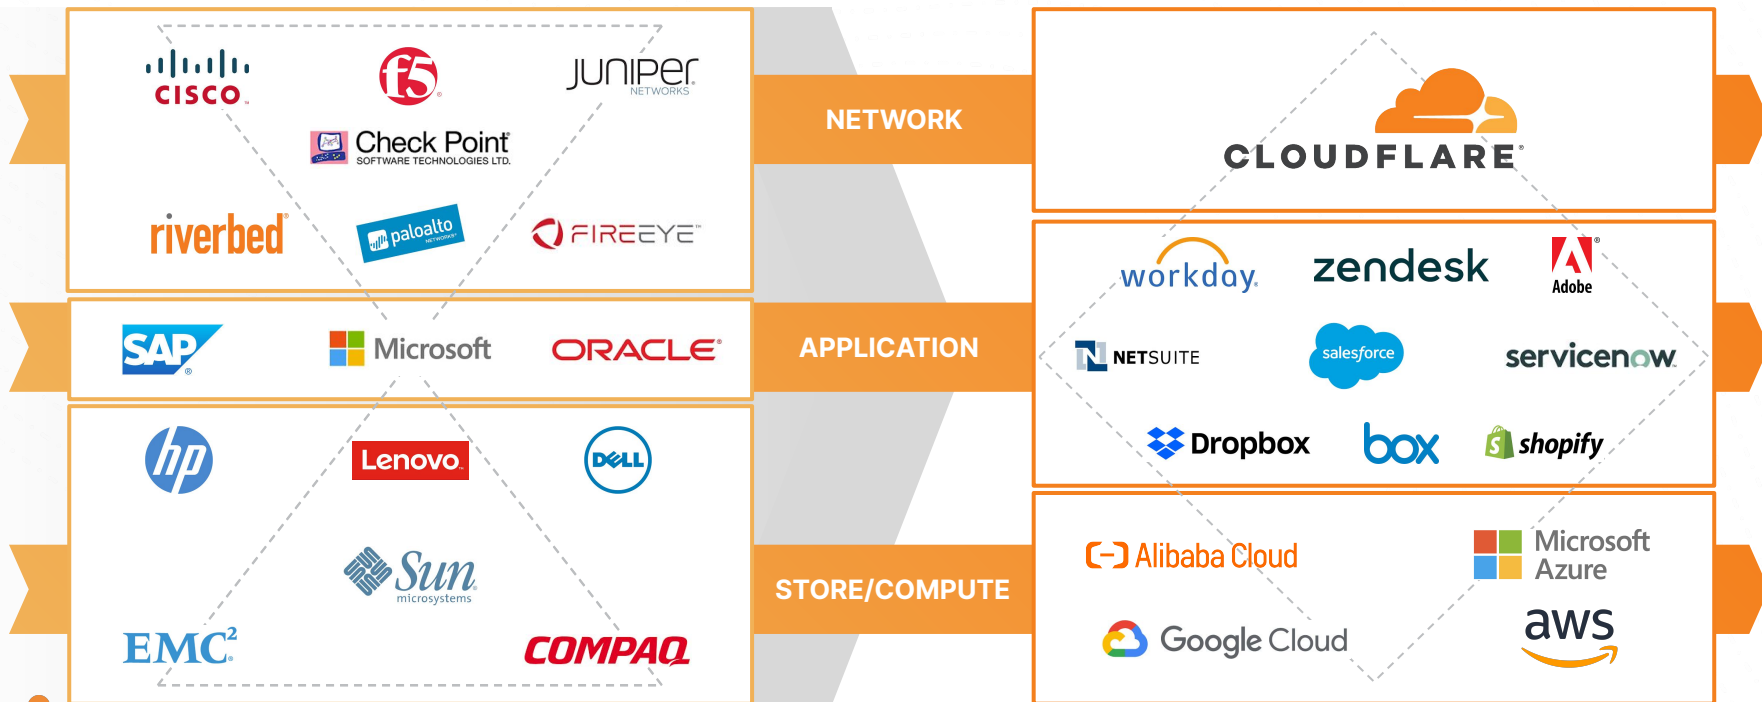 CISCO
f5
JUNIPER
NETWORKS
Check Point
SOFTWARE TECHNOLOGIES LTD.
riverbed
paloalto
NETWORKS
FIREEYE
NETWORK
CLOUDFLARE
SAP
Microsoft
ORACLE
APPLICATION
workday
zendesk
Adobe
N NETSUITE
salesforce
servicenow
Dropbox
box
shopify
hp
Lenovo
DELL
Sun
microsystems
EMC²
COMPAQ
STORE/COMPUTE
Alibaba Cloud
Microsoft
Azure
Google Cloud
aws